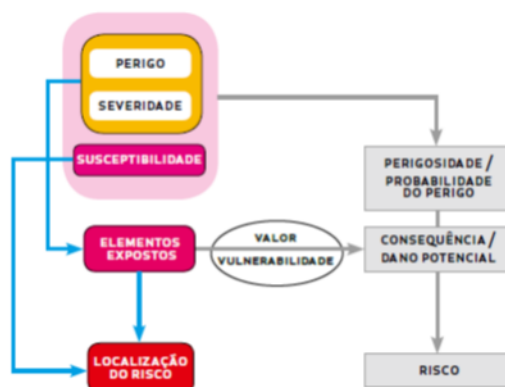 PERIGO
SEVERIDADE
SUSCEPTIBILIDADE
PERIGOSIDADE /
PROBABILIDADE
DO PERIGO
ELEMENTOS
EXPOSTOS
VALOR
VULNERABILIDADE
CONSEQUÊNCIA /
DANO POTENCIAL
LOCALIZAÇÃO
DO RISCO
RISCO